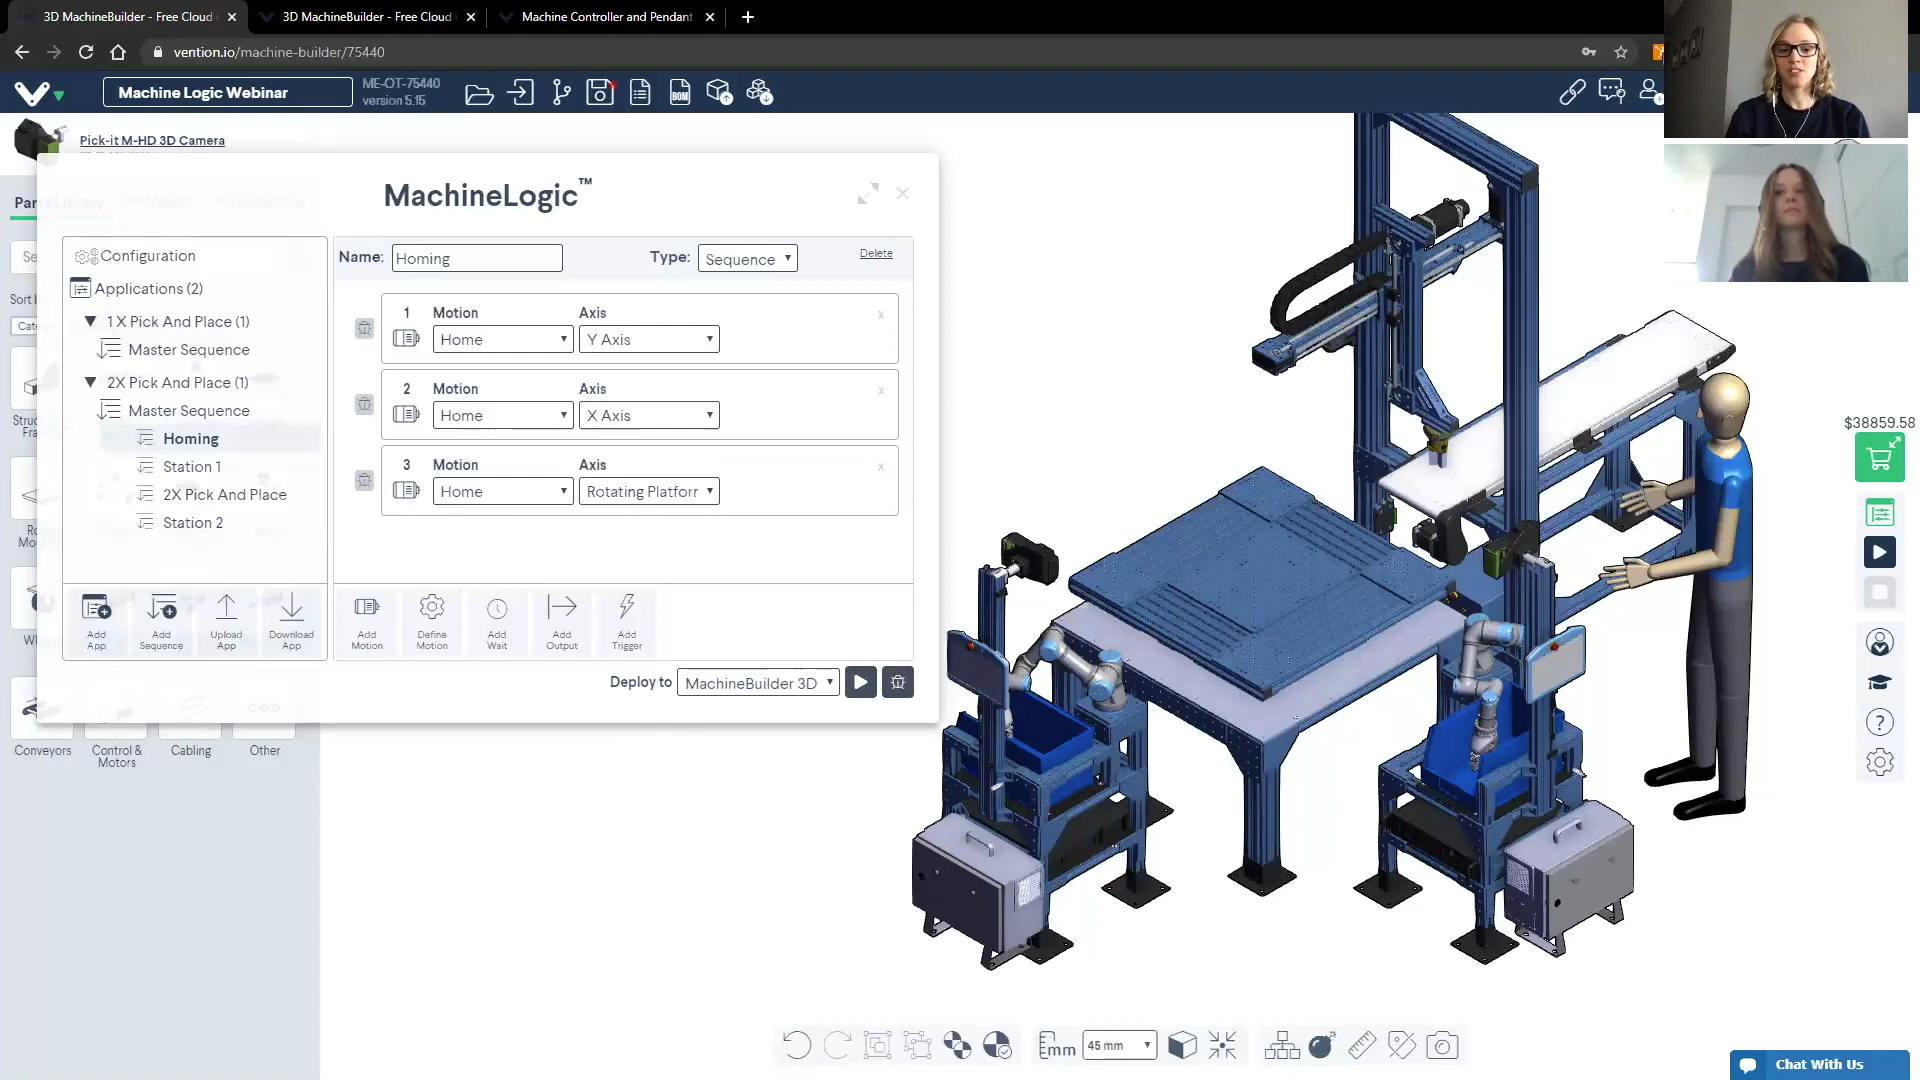 3D MachineBuilder - Free Cloud
3D MachineBuilder - Free Cloud
Machine Controller and Pendant
vention.io/machine-builder/75440
Machine Logic Webinar
ME-OT-75440
version 5.15
BOM
Pick-it M-HD 3D Camera
MachineLogic™
Configuration
Applications (2)
1 X Pick And Place (1)
Master Sequence
2X Pick And Place (1)
Master Sequence
Homing
Station 1
2X Pick And Place
Station 2
Add App
Add Sequence
Upload App
Download App
Name: Homing
Type: Sequence
Delete
1 Motion Axis
Home Y Axis
x
2 Motion Axis
Home X Axis
x
3 Motion Axis
Home Rotating Platforr
x
Add Motion
Define Motion
Add Wait
Add Output
Add Trigger
Deploy to MachineBuilder 3D
Conveyors
Control & Motors
Cabling
Other
$38859.58
mm
45 mm
Chat With Us